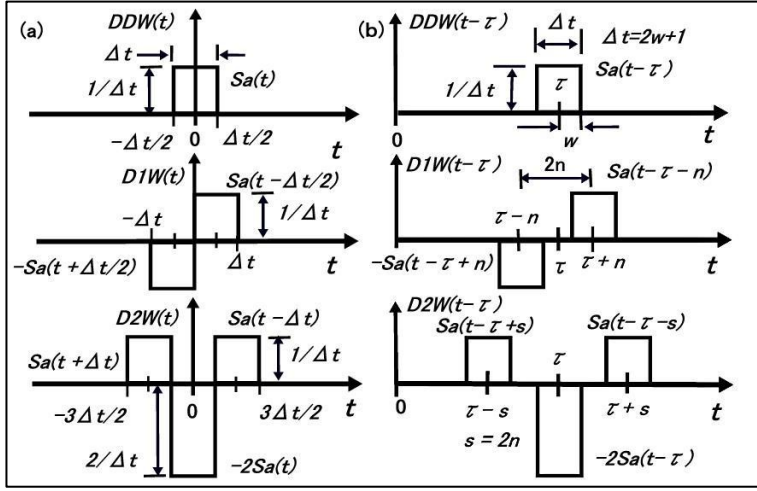 (a)
DDW(t)
Δt
Sa(t)
1/Δt
-Δt/2
0
Δt/2
t
D1W(t)
Sa(t-Δt/2)
-Δt
1/Δt
-Sa(t+Δt/2)
Δt
t
D2W(t)
Sa(t-Δt)
Sa(t+Δt)
1/Δt
-3Δt/2
0
3Δt/2
t
2/Δt
-2Sa(t)
(b)
DDW(t-τ)
Δt
Δt=2w+1
Sa(t-τ)
1/Δt
τ
0
w
t
D1W(t-τ)
2n
Sa(t-τ-n)
τ-n
-Sa(t-τ+n)
τ
τ+n
t
D2W(t-τ)
Sa(t-τ+s)
Sa(t-τ-s)
τ
0
τ-s
τ+s
t
s=2n
-2Sa(t-τ)